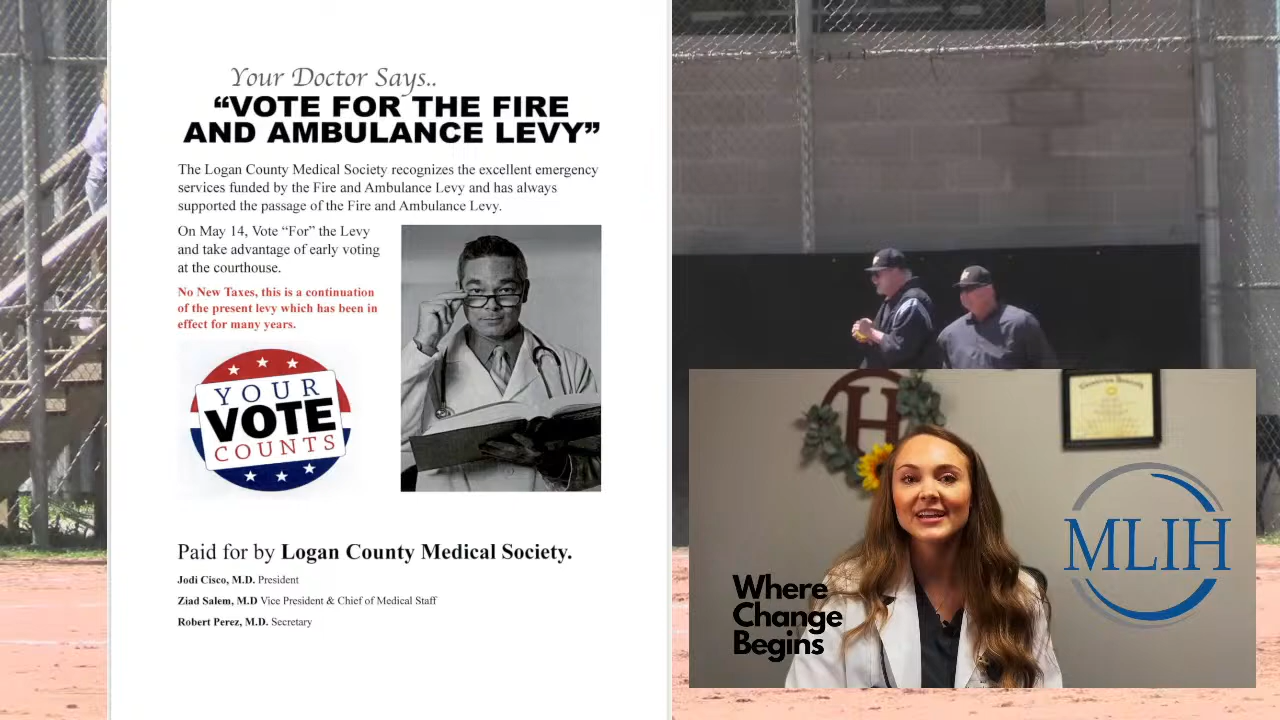 Your Doctor Says..
“VOTE FOR THE FIRE
AND AMBULANCE LEVY”
The Logan County Medical Society recognizes the excellent emergency
services funded by the Fire and Ambulance Levy and has always
supported the passage of the Fire and Ambulance Levy.
On May 14, Vote “For” the Levy
and take advantage of early voting
at the courthouse.
No New Taxes, this is a continuation
of the present levy which has been in
effect for many years.
YOUR
VOTE
COUNTS
Paid for by Logan County Medical Society.
Jodi Cisco, M.D. President
Ziad Salem, M.D Vice President & Chief of Medical Staff
Robert Perez, M.D. Secretary
H
MLIH
Where
Change
Begins